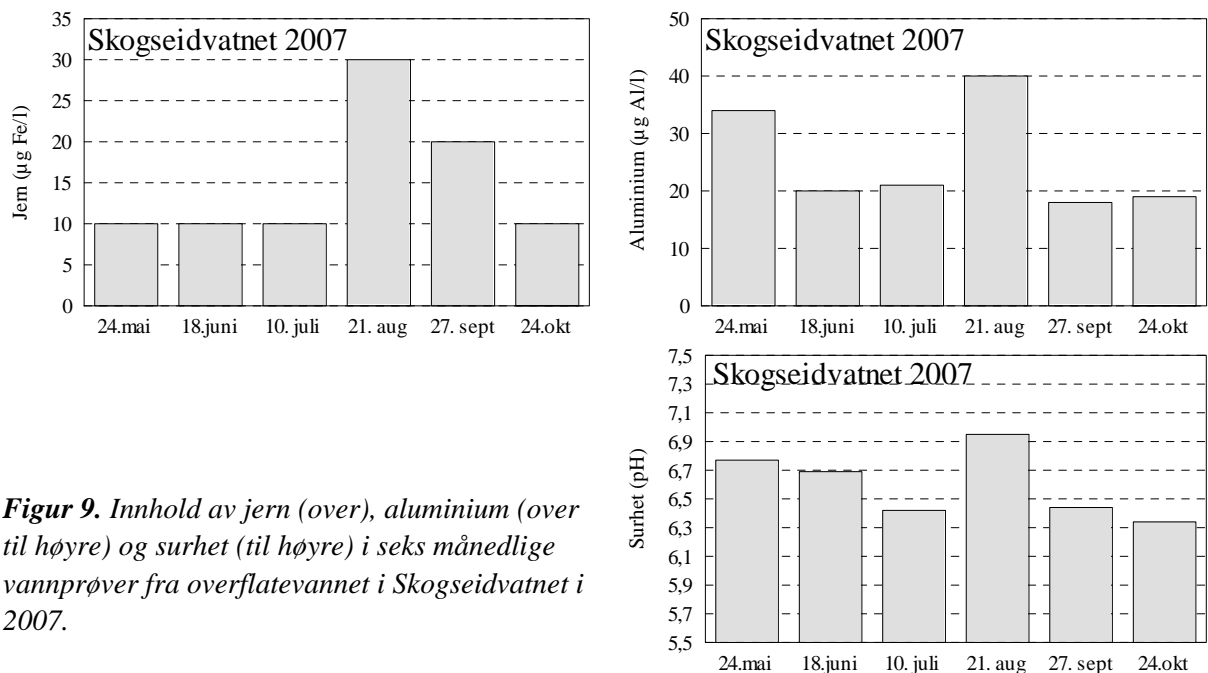 Skogseidvatnet 2007
Jern (µg Fe/l)
35
30
25
20
15
10
5
0
24.mai 18.juni 10. juli 21. aug 27. sept 24.okt
Skogseidvatnet 2007
Aluminium (µg Al/l)
50
40
30
20
10
0
24.mai 18.juni 10. juli 21. aug 27. sept 24.okt
Skogseidvatnet 2007
Surhet (pH)
7,5
7,3
7,1
6,9
6,7
6,5
6,3
6,1
5,9
5,7
5,5
24.mai 18.juni 10. juli 21. aug 27. sept 24.okt
Figur 9. Innhold av jern (over), aluminium (over
til høyre) og surhet (til høyre) i seks månedlige
vannprøver fra overflatevannet i Skogseidvatnet i
2007.